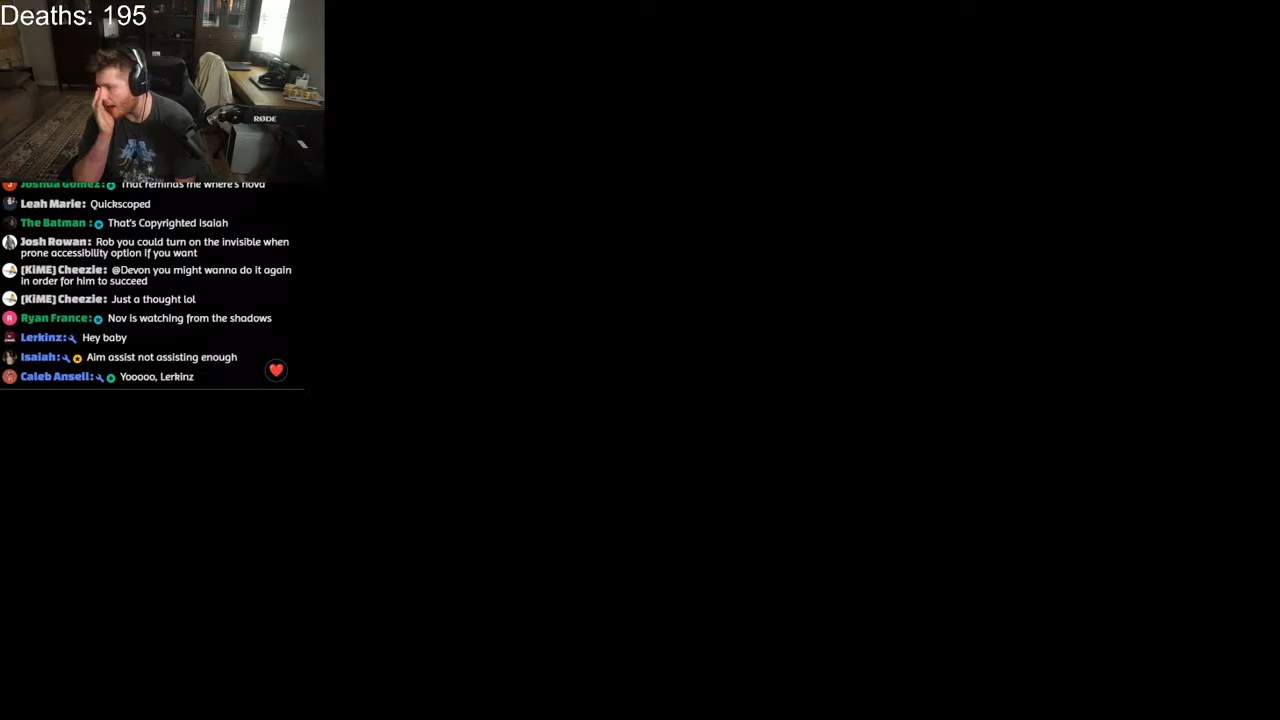 Deaths: 195
RØDE
Joshua Gomez: That reminds me where's nova
Leah Marie: Quickscoped
The Batman : That's Copyrighted Isaiah
Josh Rowan: Rob you could turn on the invisible when
prone accessibility option if you want
[KiME] Cheezie: @Devon you might wanna do it again
in order for him to succeed
[KiME] Cheezie: Just a thought lol
Ryan France: Nov is watching from the shadows
Lerkinz: Hey baby
Isaiah: Aim assist not assisting enough
Caleb Ansell: Yooooo, Lerkinz